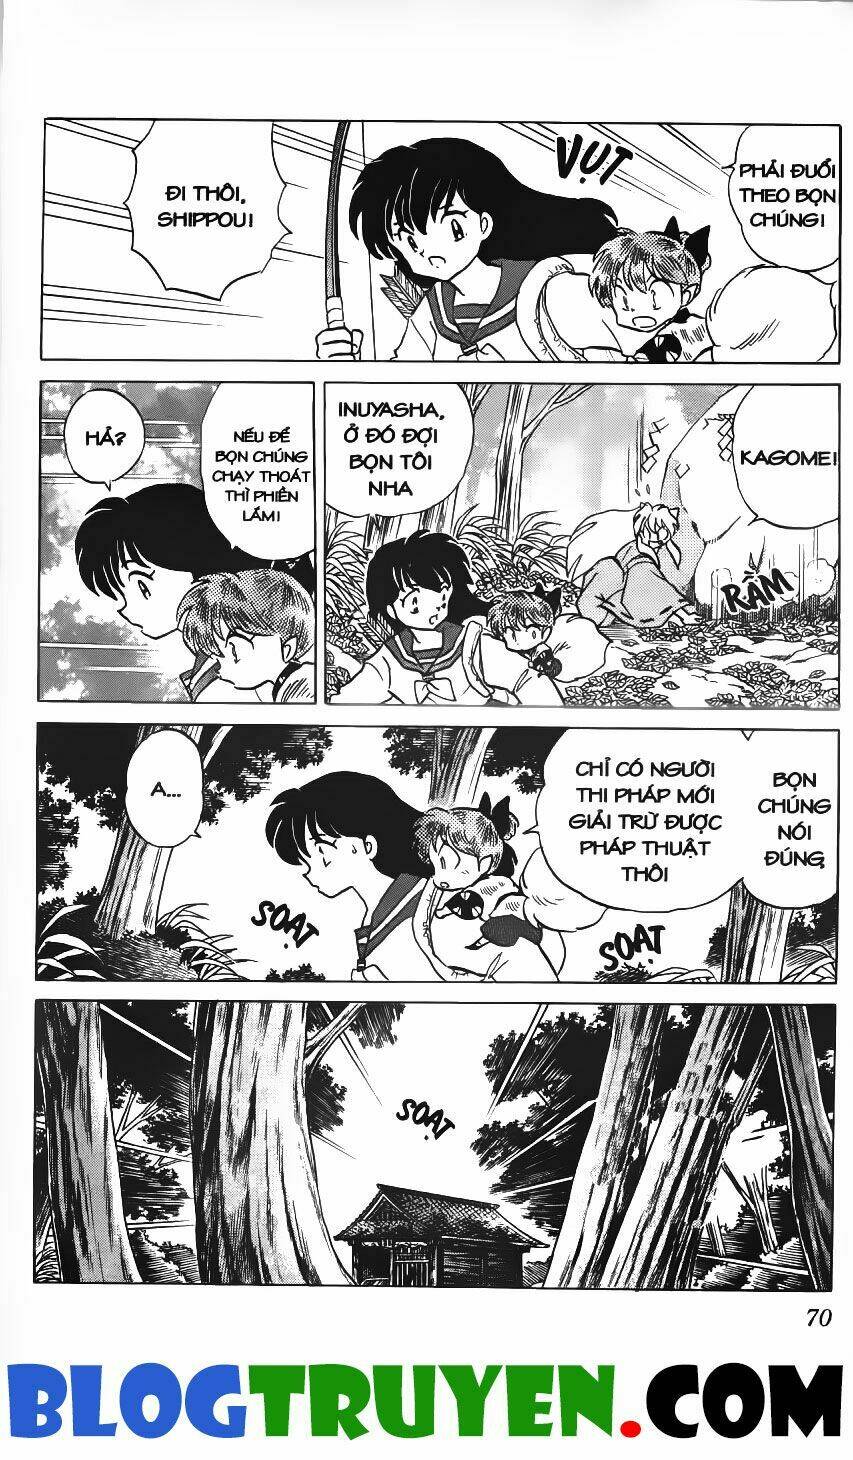 PHẢI ĐUỔI
THEO BỌN
CHÚNG!
VỤT
ĐI THÔI,
SHIPPOU!
KAGOME!
RẦM
INUYASHA,
Ở ĐÓ ĐỢI
BỌN TÔI
NHA
NẾU ĐỂ
BỌN CHÚNG
CHẠY THOÁT
THÌ PHIỀN
LẮM!
HẢ?
BỌN
CHÚNG
NÓI
ĐÚNG,
CHỈ CÓ NGƯỜI
THI PHÁP MỚI
GIẢI TRỪ ĐƯỢC
PHÁP THUẬT
THÔI
SOẠT
A...
SOẠT
SOẠT
70
BLOGTRUYEN.COM